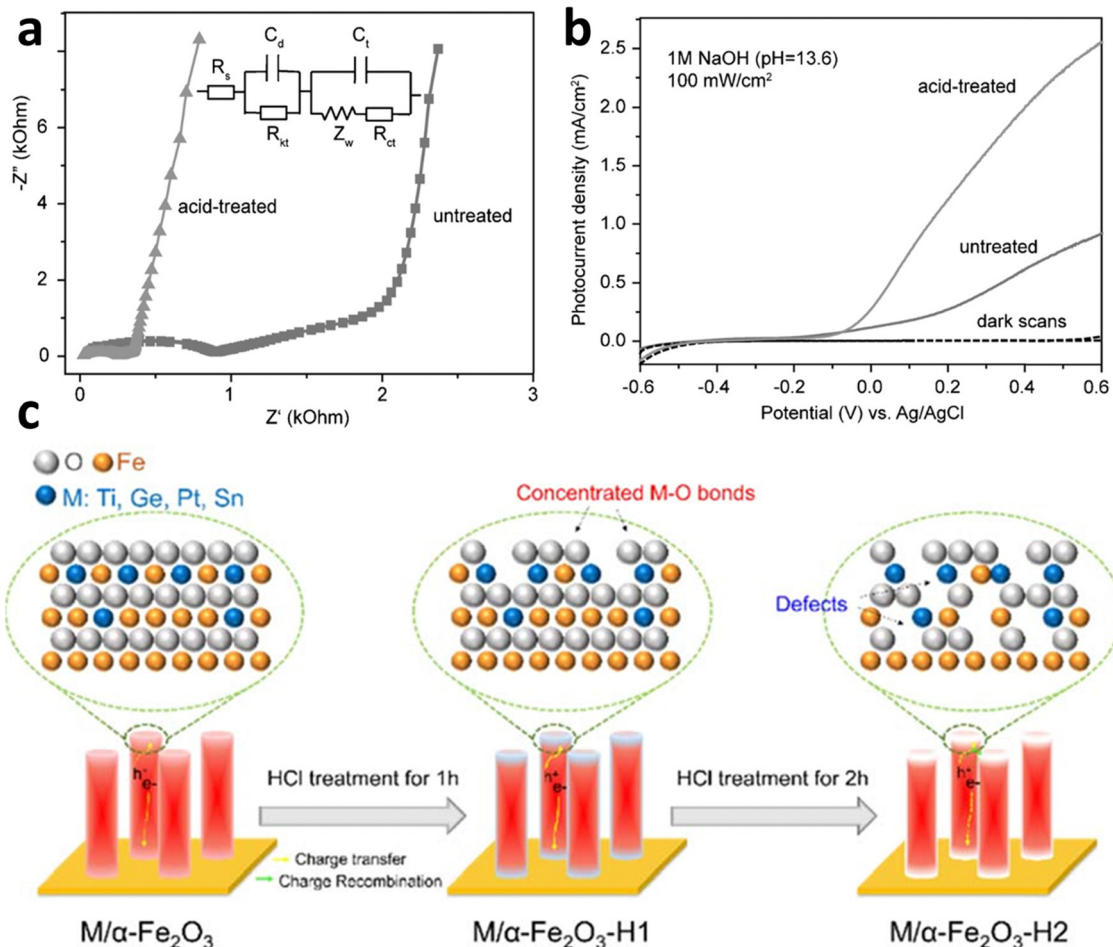 a
-Z” (kOhm)
0
2
4
6
0
1
2
3
Z‘ (kOhm)
Rs
Cd
Rkt
Ct
Zw
Rct
acid-treated
untreated
b
Photocurrent density (mA/cm²)
2.5
2.0
1.5
1.0
0.5
0.0
-0.6
-0.4
-0.2
0.0
0.2
0.4
0.6
Potential (V) vs. Ag/AgCl
1M NaOH (pH=13.6)
100 mW/cm²
acid-treated
untreated
dark scans
c
O Fe
M: Ti, Ge, Pt, Sn
Concentrated M-O bonds
Defects
h⁺
e-
HCl treatment for 1h
Charge transfer
Charge Recombination
h⁺
e-
HCl treatment for 2h
h⁺
e-
M/α-Fe₂O₃
M/α-Fe₂O₃-H1
M/α-Fe₂O₃-H2